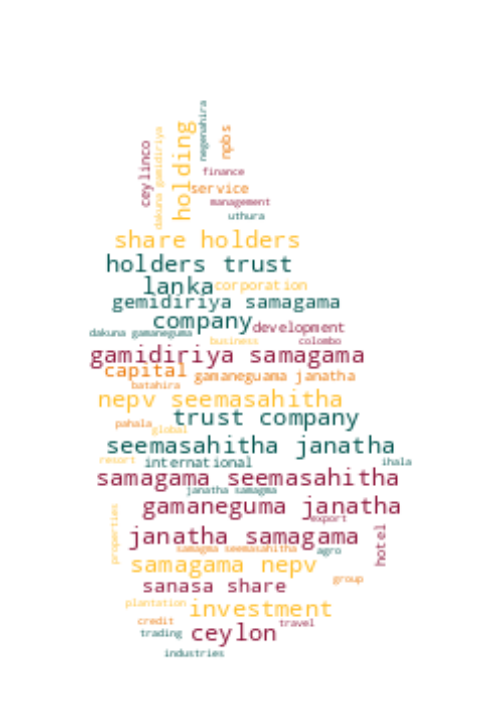 negenahira
npbs
dakuna gamidiriya
holding
ceylinco
finance
service
management
uthura
share holders
holders trust
lanka
corporation
gemidiriya samagama
company
development
dakuna gamaneguma
business
colombo
gamidiriya samagama
capital
gamaneguama janatha
batahira
nepv seemasahitha
trust company
pahala
global
seemasahitha janatha
resort
international
ihala
samagama seemasahitha
janatha samagma
gamaneguma janatha
properties
export
janatha samagama
hotel
samagma seemasahitha
agro
samagama nepv
group
sanasa share
plantation
investment
credit
travel
trading
ceylon
industries